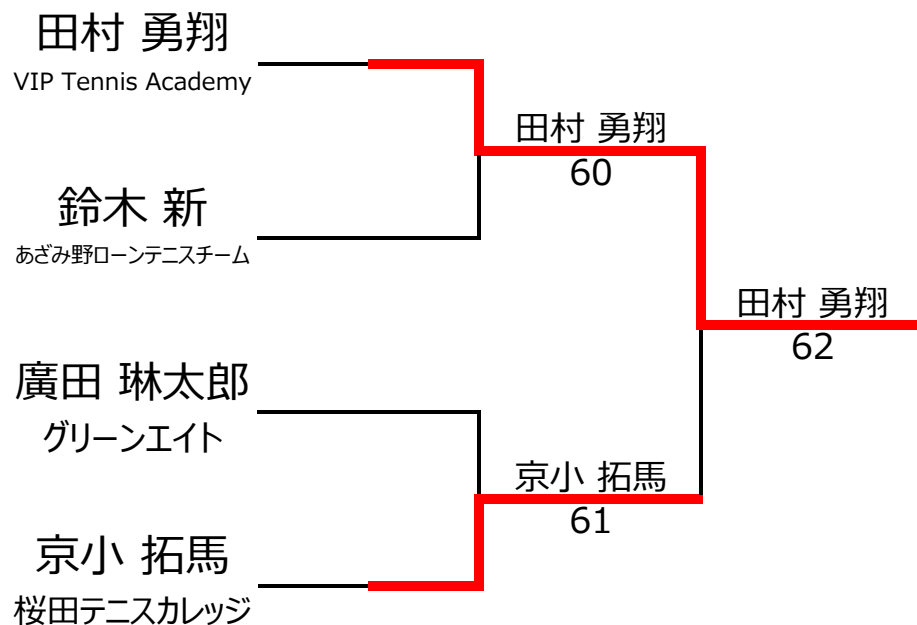 田村 勇翔
VIP Tennis Academy
鈴木 新
あざみ野ローンテニスチーム
廣田 琳太郎
グリーンエイト
京小 拓馬
桜田テニスカレッジ
田村 勇翔
60
京小 拓馬
61
田村 勇翔
62